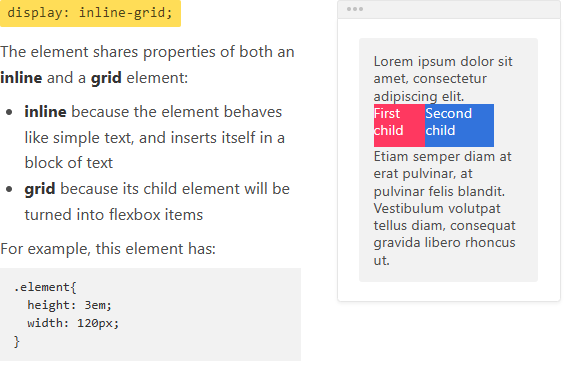 display: inline-grid;
The element shares properties of both an
inline and a grid element:
inline because the element behaves
like simple text, and inserts itself in a
block of text
grid because its child element will be
turned into flexbox items
For example, this element has:
.element{
height: 3em;
width: 120px;
}
Lorem ipsum dolor sit
amet, consectetur
adipiscing elit.
First child
Second child
Etiam semper diam at
erat pulvinar, at
pulvinar felis blandit.
Vestibulum volutpat
tellus diam, consequat
gravida libero rhoncus
ut.